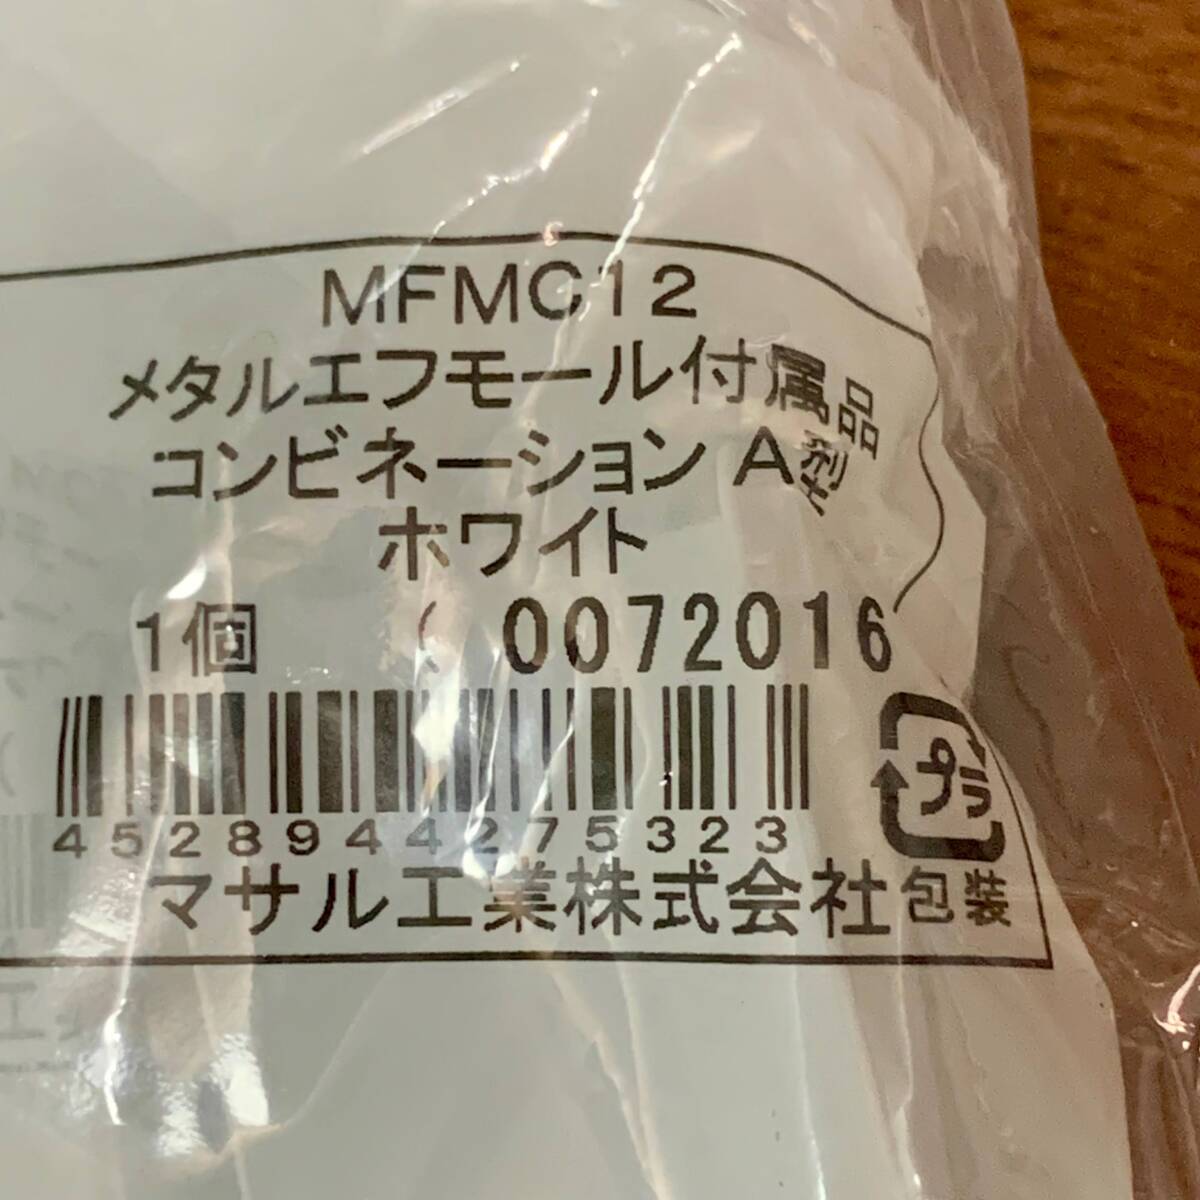 MFMC12
メタルエフモール付属品
コンビネーションA型
ホワイト
1個 ( 0072016
4528944275323
プラ
マサル工業株式会社 包装